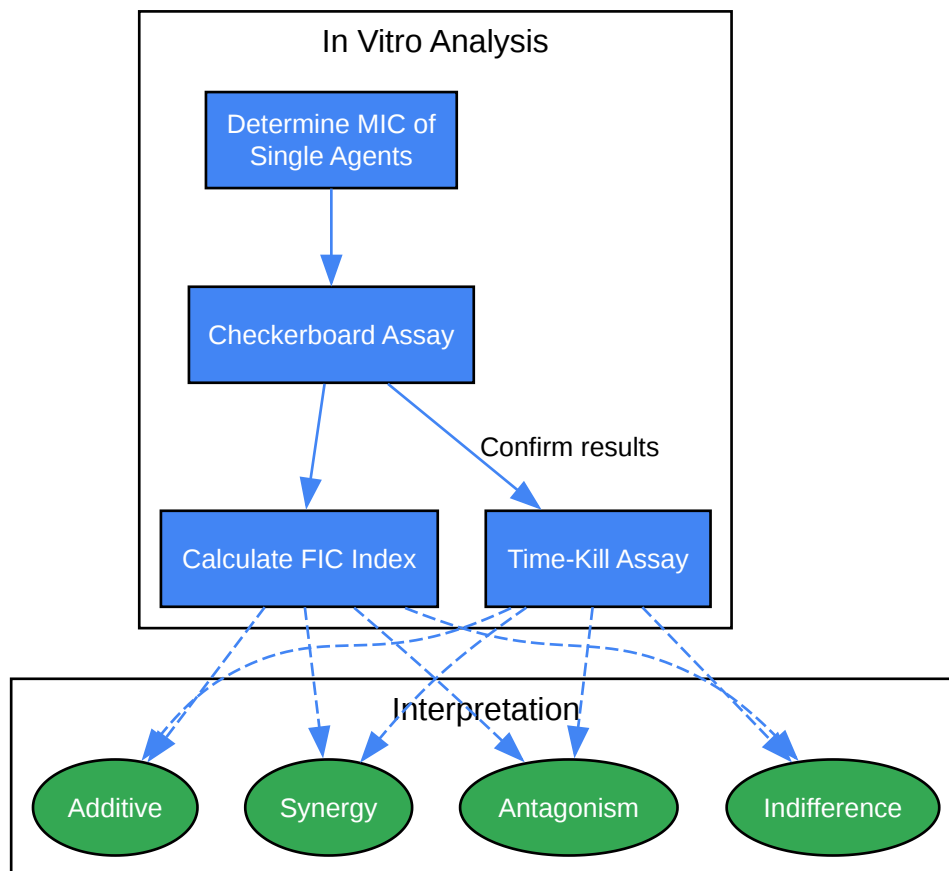 In Vitro Analysis
Determine MIC of
Single Agents
Checkerboard Assay
Confirm results
Calculate FIC Index
Time-Kill Assay
Interpretation
Additive
Synergy
Antagonism
Indifference